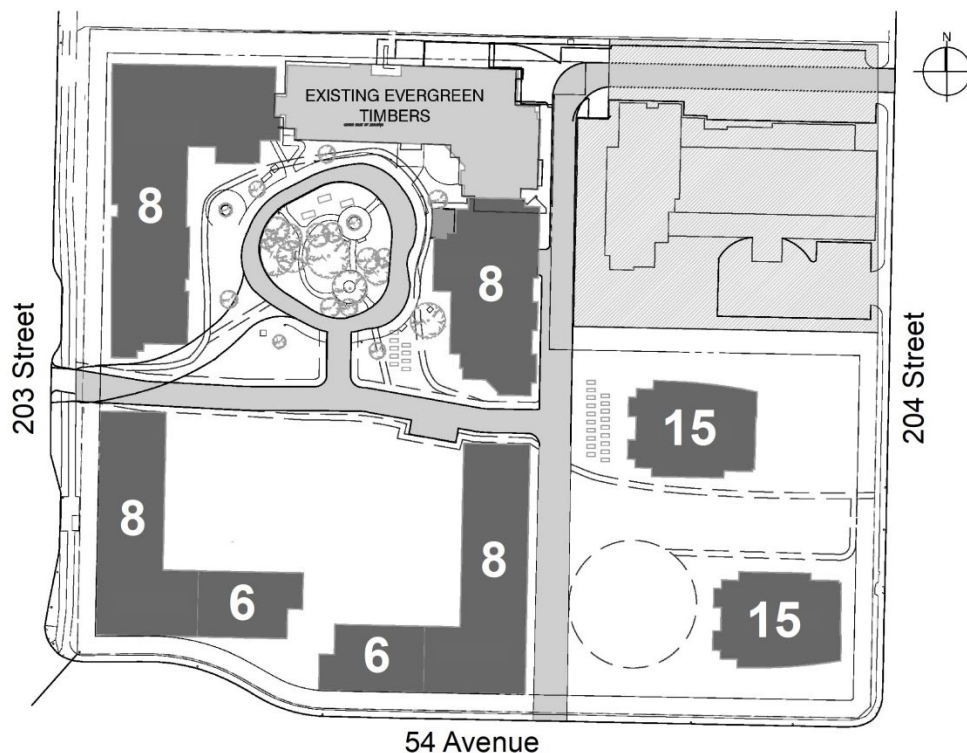 N
EXISTING EVERGREEN
TIMBERS
8
8
203 Street
204 Street
15
8
8
6
6
15
54 Avenue